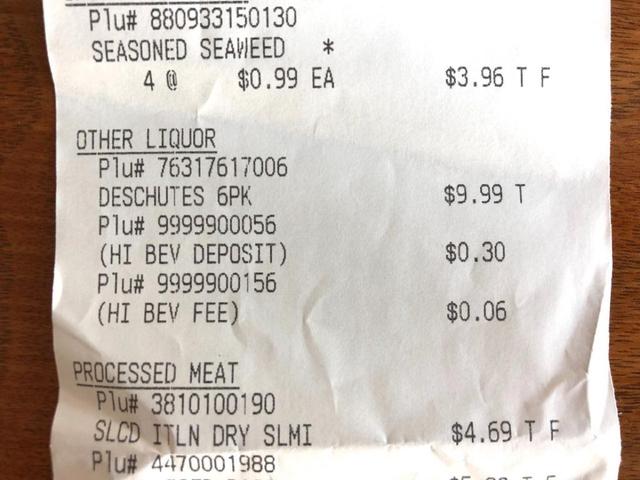 Plu# 880933150130
SEASONED SEAWEED *
4 @ $0.99 EA $3.96 T F
OTHER LIQUOR
Plu# 76317617006
DESCHUTES 6PK $9.99 T
Plu# 9999900056
(HI BEV DEPOSIT) $0.30
Plu# 9999900156
(HI BEV FEE) $0.06
PROCESSED MEAT
Plu# 3810100190
SLCD ITLN DRY SLMI $4.69 T F
Plu# 4470001988